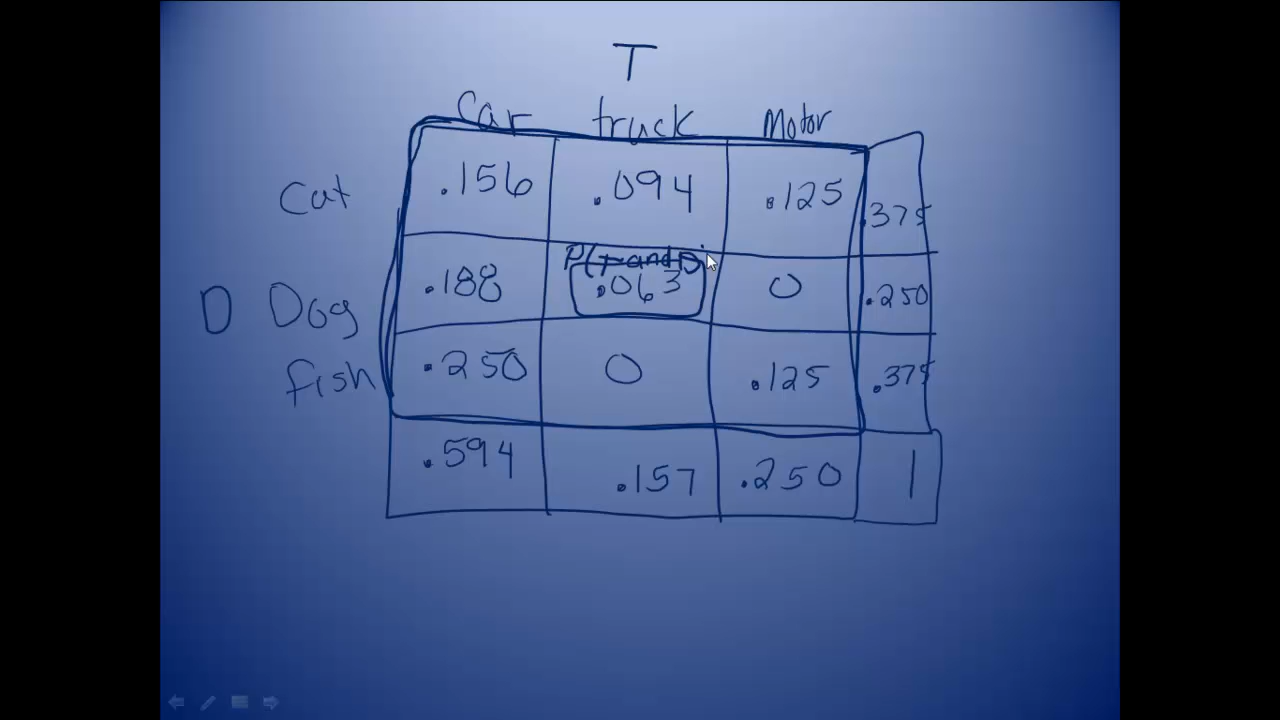 T
Car truck Motor
Cat .156 .094 .125 .375
P(T and D)
D Dog .188 .063 0 .250
fish .250 0 .125 .375
.594 .157 .250 1